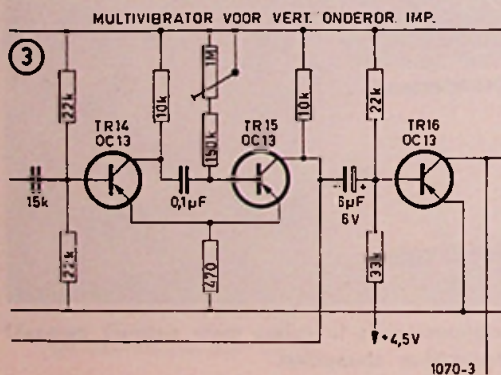 MULTIVIBRATOR VOOR VERT. ONDERDR. IMP.
3
22k
10k
1M
150k
10k
22k
TR14
OC13
TR15
OC13
TR16
OC13
15k
0,1µF
6µF +
6V
22k
470
33k
+4,5V
1070-3